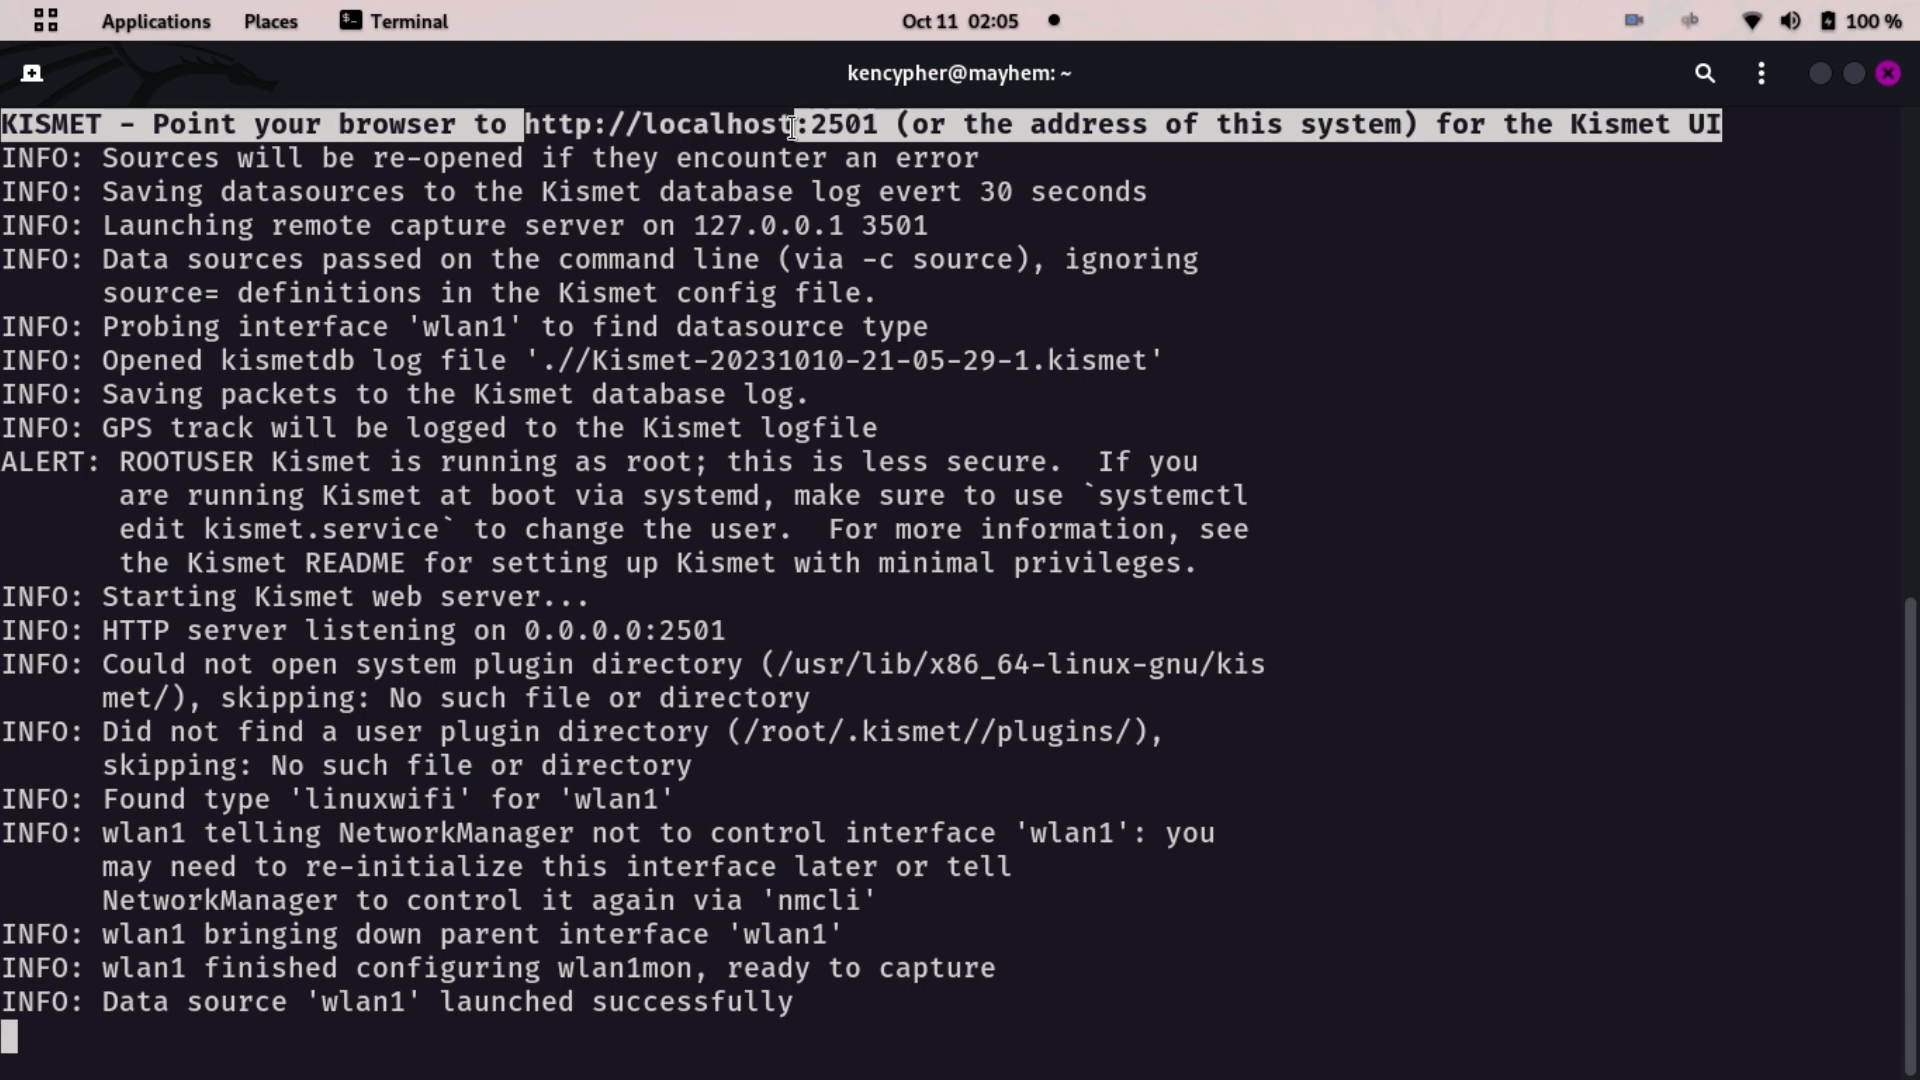 Applications Places Terminal Oct 11 02:05 100 %
kencypher@mayhem: ~
KISMET - Point your browser to http://localhost:2501 (or the address of this system) for the Kismet UI
INFO: Sources will be re-opened if they encounter an error
INFO: Saving datasources to the Kismet database log evert 30 seconds
INFO: Launching remote capture server on 127.0.0.1 3501
INFO: Data sources passed on the command line (via -c source), ignoring
source= definitions in the Kismet config file.
INFO: Probing interface 'wlan1' to find datasource type
INFO: Opened kismetdb log file './/Kismet-20231010-21-05-29-1.kismet'
INFO: Saving packets to the Kismet database log.
INFO: GPS track will be logged to the Kismet logfile
ALERT: ROOTUSER Kismet is running as root; this is less secure.  If you
are running Kismet at boot via systemd, make sure to use `systemctl
edit kismet.service` to change the user.  For more information, see
the Kismet README for setting up Kismet with minimal privileges.
INFO: Starting Kismet web server...
INFO: HTTP server listening on 0.0.0.0:2501
INFO: Could not open system plugin directory (/usr/lib/x86_64-linux-gnu/kis
met/), skipping: No such file or directory
INFO: Did not find a user plugin directory (/root/.kismet//plugins/),
skipping: No such file or directory
INFO: Found type 'linuxwifi' for 'wlan1'
INFO: wlan1 telling NetworkManager not to control interface 'wlan1': you
may need to re-initialize this interface later or tell
NetworkManager to control it again via 'nmcli'
INFO: wlan1 bringing down parent interface 'wlan1'
INFO: wlan1 finished configuring wlan1mon, ready to capture
INFO: Data source 'wlan1' launched successfully